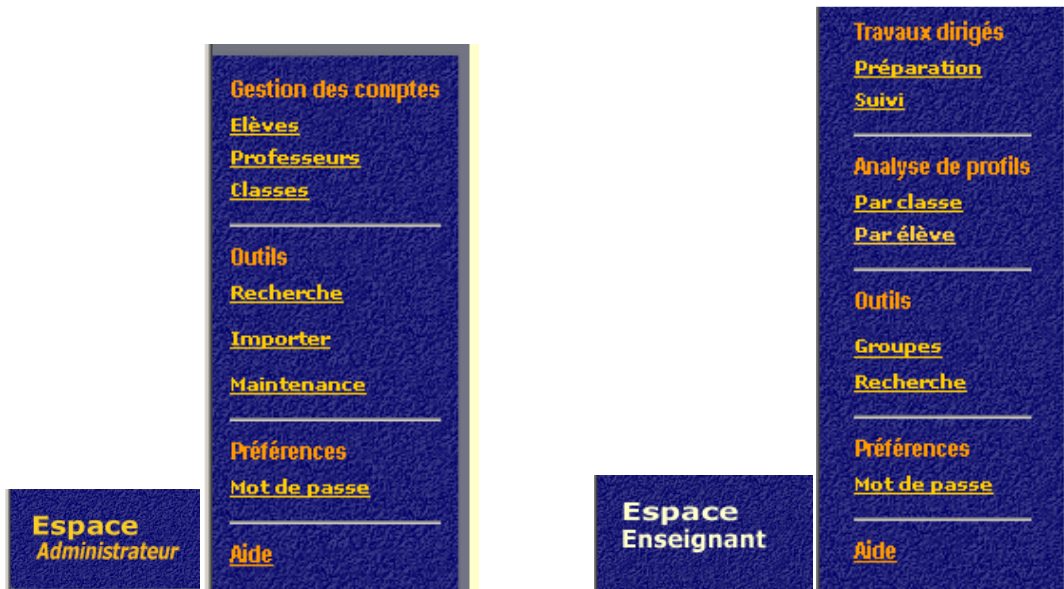 Gestion des comptes
Elèves
Professeurs
Classes
Outils
Recherche
Importer
Maintenance
Préférences
Mot de passe
Aide
Espace
Administrateur
Travaux dirigés
Préparation
Suivi
Analyse de profils
Par classe
Par élève
Outils
Groupes
Recherche
Préférences
Mot de passe
Aide
Espace
Enseignant